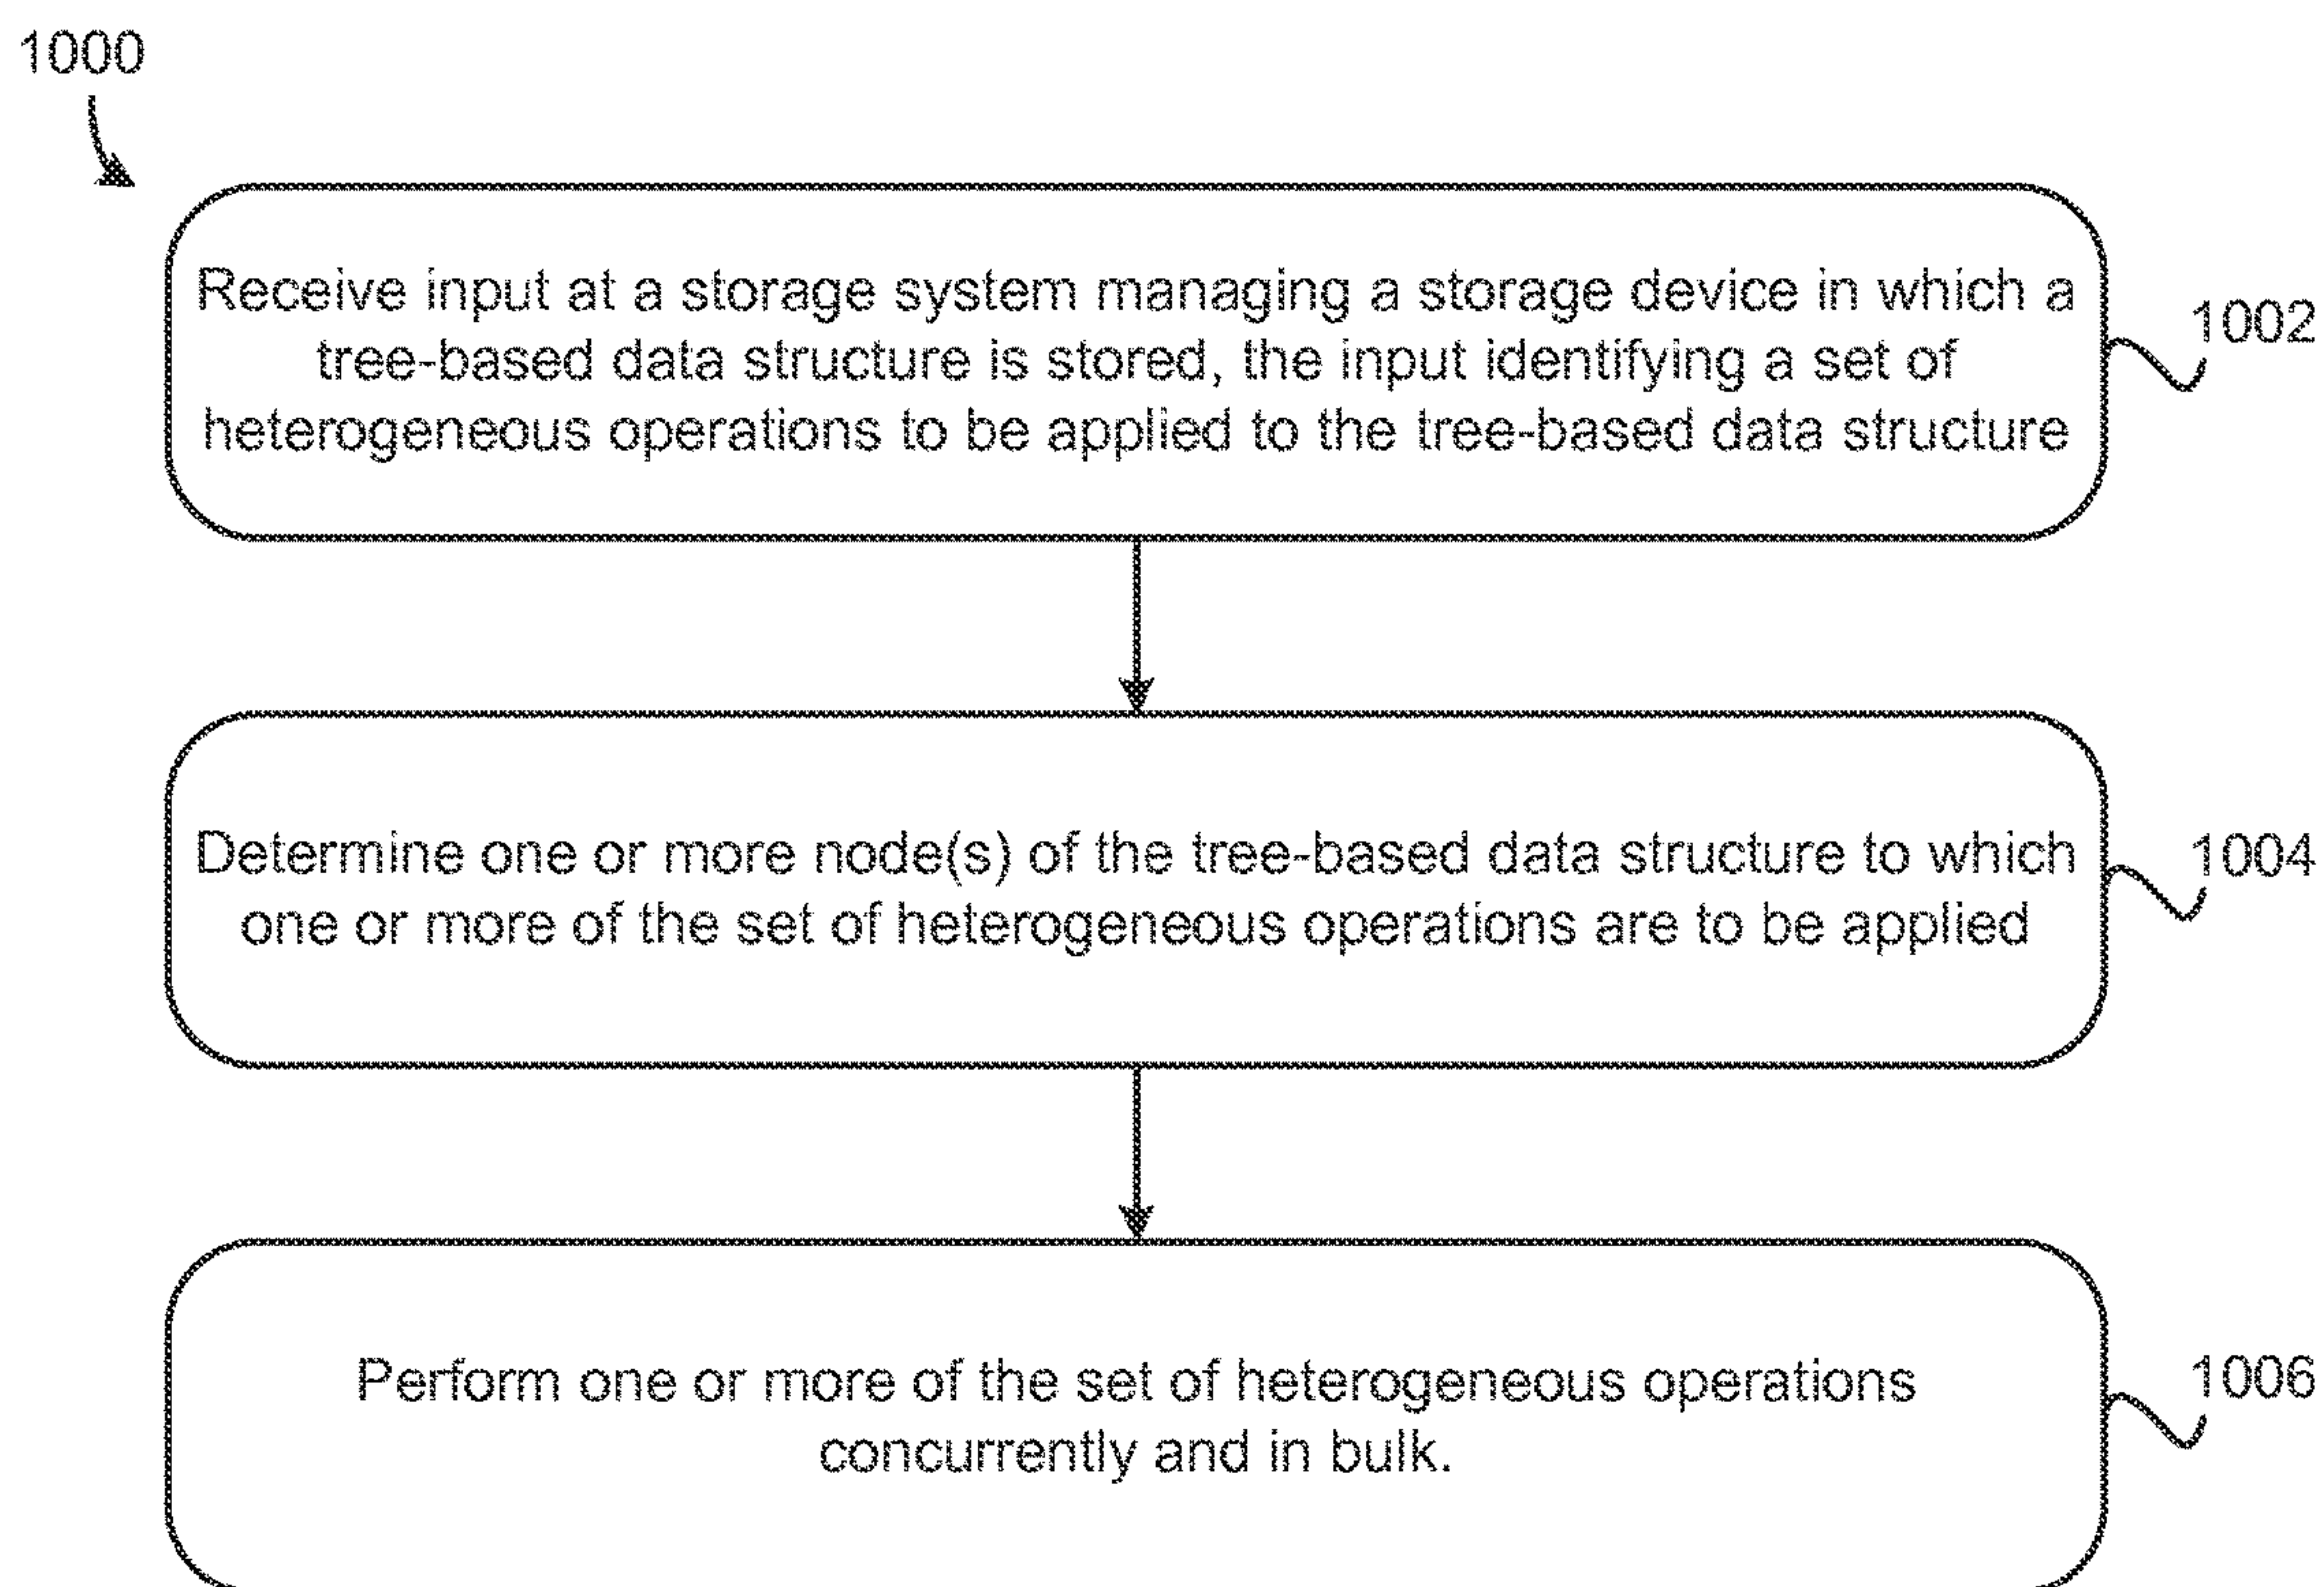 1000
Receive input at a storage system managing a storage device in which a
tree-based data structure is stored, the input identifying a set of
heterogeneous operations to be applied to the tree-based data structure
1002
Determine one or more node(s) of the tree-based data structure to which
one or more of the set of heterogeneous operations are to be applied
1004
Perform one or more of the set of heterogeneous operations
concurrently and in bulk.
1006